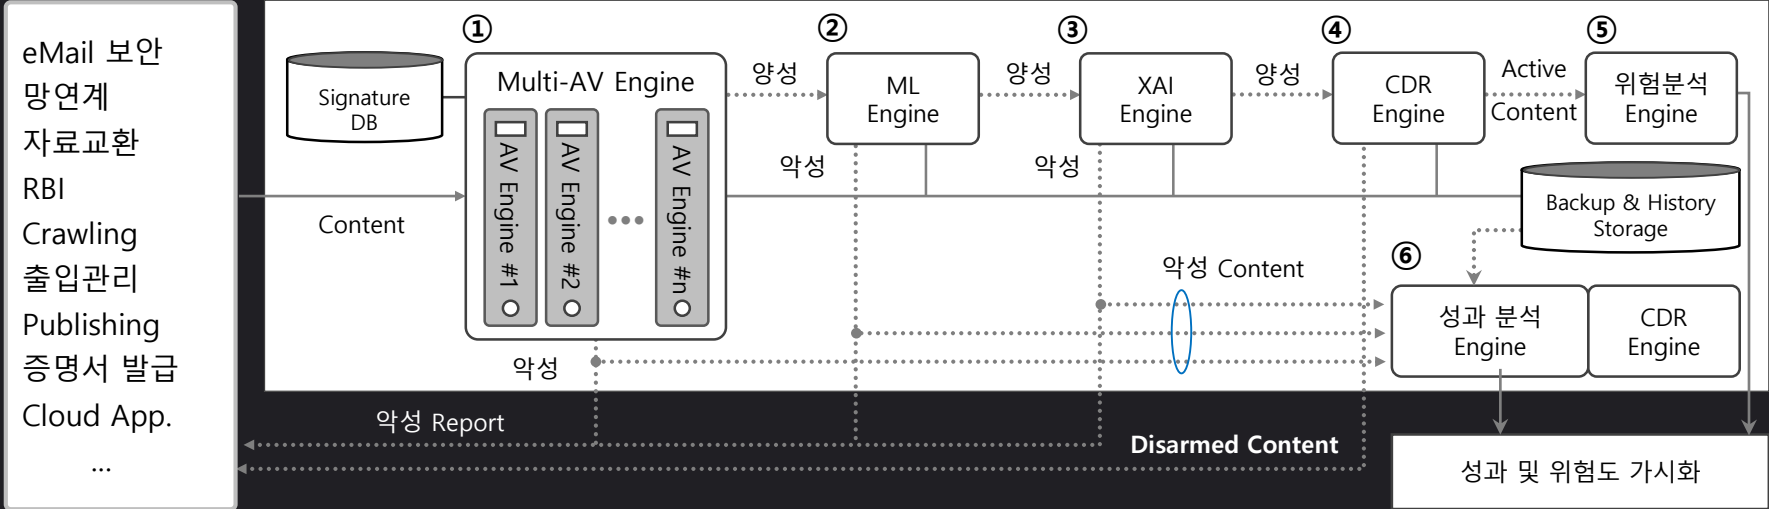 eMail 보안
망연계
자료교환
RBI
Crawling
출입관리
Publishing
증명서 발급
Cloud App.
...
Signature
DB
Content
①
Multi-AV Engine
AV Engine #1
AV Engine #2
AV Engine #n
양성
②
ML
Engine
양성
③
XAI
Engine
양성
④
CDR
Engine
Active
Content
⑤
위험분석
Engine
악성
악성
Backup & History
Storage
악성 Content
⑥
성과 분석
Engine
CDR
Engine
악성
악성 Report
Disarmed Content
성과 및 위험도 가시화